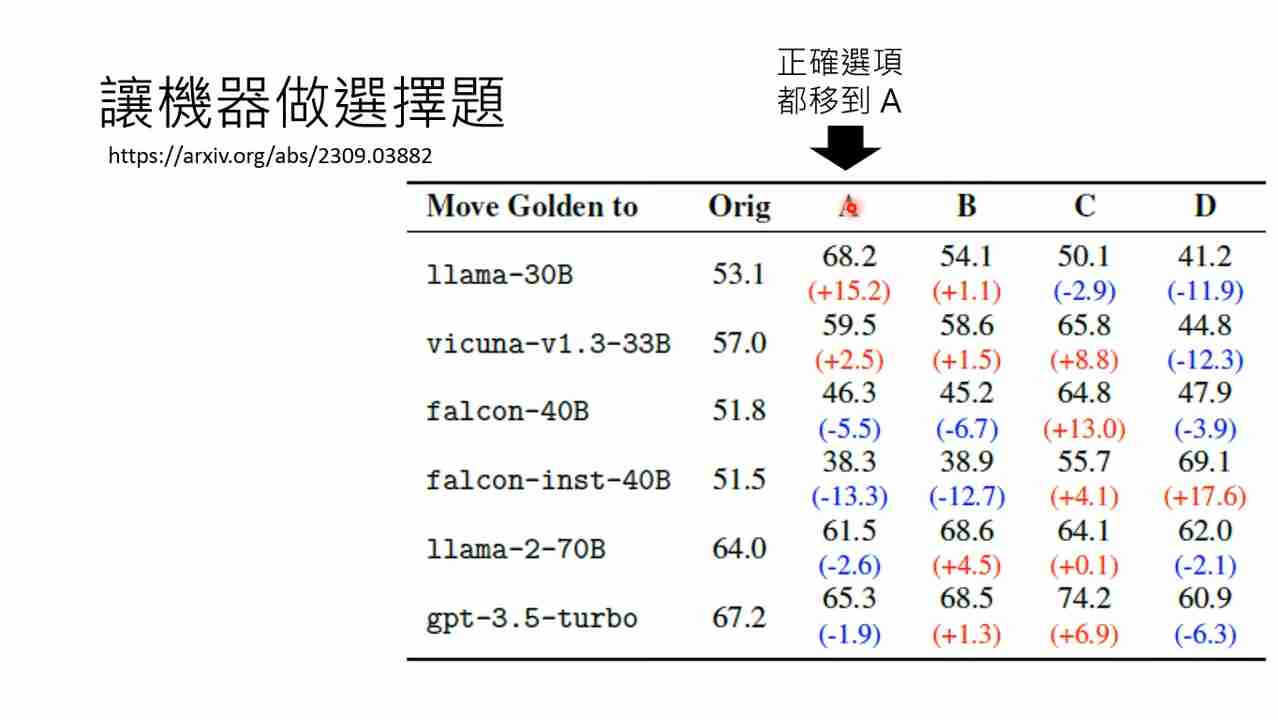 讓機器做選擇題
https://arxiv.org/abs/2309.03882
正確選項
都移到 A
Move Golden to Orig A B C D
llama-30B 53.1 68.2 54.1 50.1 41.2
(+15.2) (+1.1) (-2.9) (-11.9)
vicuna-v1.3-33B 57.0 59.5 58.6 65.8 44.8
(+2.5) (+1.5) (+8.8) (-12.3)
falcon-40B 51.8 46.3 45.2 64.8 47.9
(-5.5) (-6.7) (+13.0) (-3.9)
falcon-inst-40B 51.5 38.3 38.9 55.7 69.1
(-13.3) (-12.7) (+4.1) (+17.6)
llama-2-70B 64.0 61.5 68.6 64.1 62.0
(-2.6) (+4.5) (+0.1) (-2.1)
gpt-3.5-turbo 67.2 65.3 68.5 74.2 60.9
(-1.9) (+1.3) (+6.9) (-6.3)